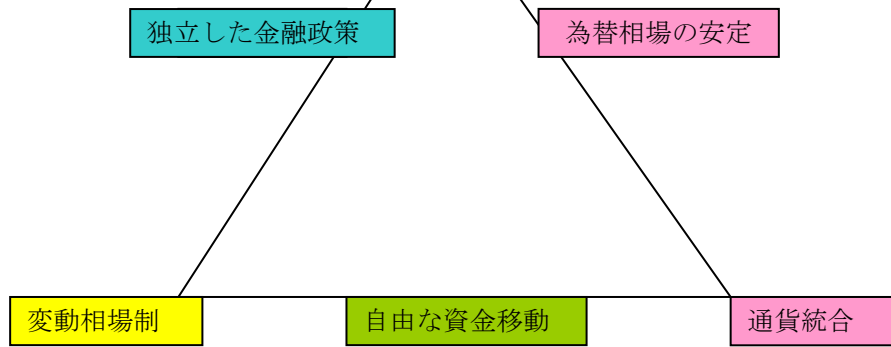 独立した金融政策
為替相場の安定
変動相場制
自由な資金移動
通貨統合